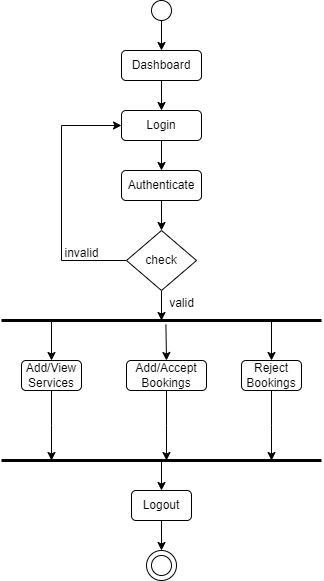 Dashboard
Login
Authenticate
invalid
check
valid
Add/View
Services
Add/Accept
Bookings
Reject
Bookings
Logout